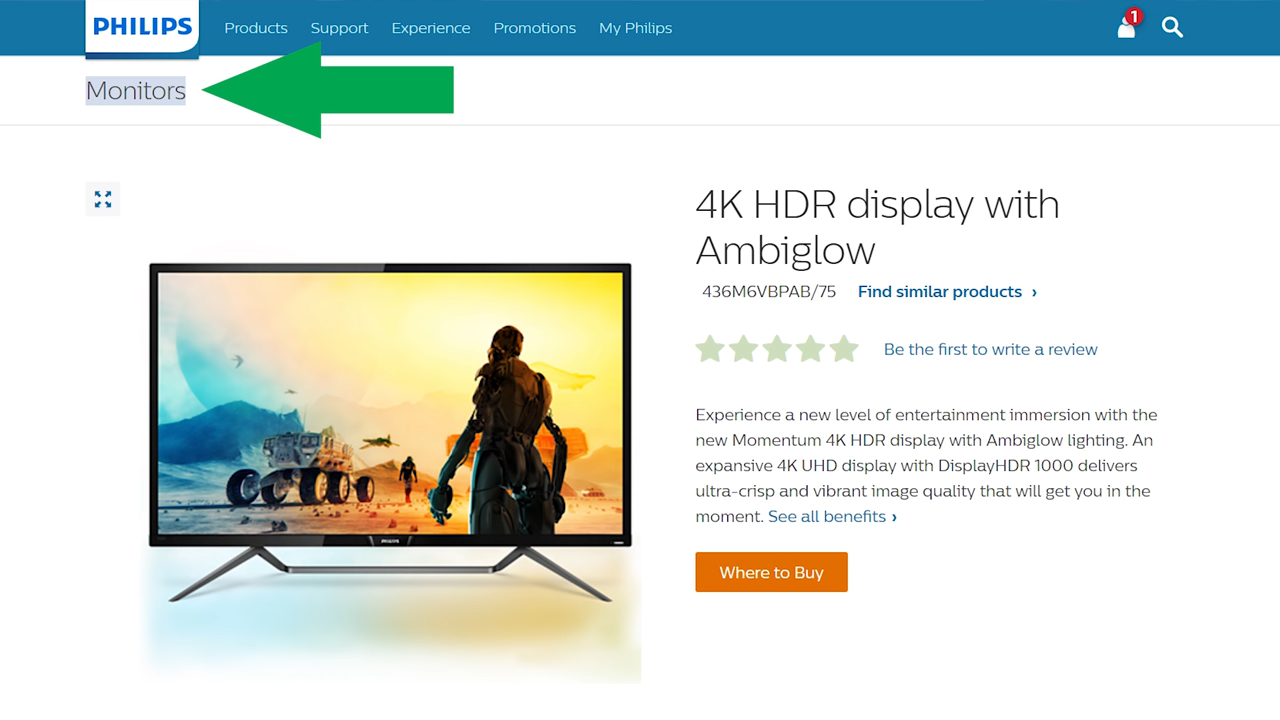 PHILIPS
Products Support Experience Promotions My Philips
1
Monitors
4K HDR display with
Ambiglow
436M6VBPAB/75 Find similar products ›
Be the first to write a review
Experience a new level of entertainment immersion with the
new Momentum 4K HDR display with Ambiglow lighting. An
expansive 4K UHD display with DisplayHDR 1000 delivers
ultra-crisp and vibrant image quality that will get you in the
moment. See all benefits ›
PHILIPS
Where to Buy